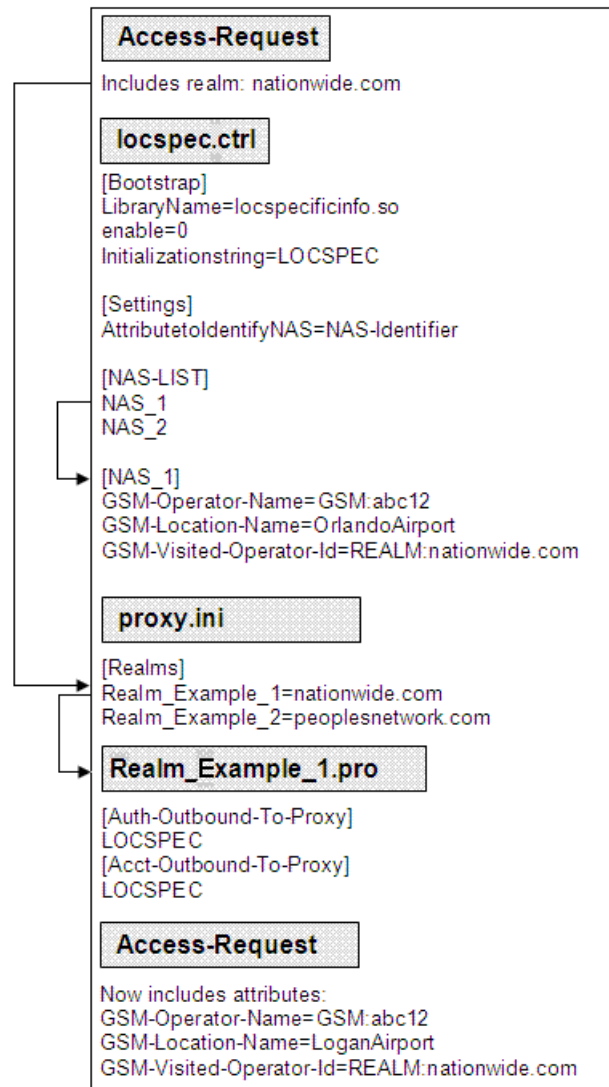 Access-Request
Includes realm: nationwide.com
locspec.ctrl
[Bootstrap]
LibraryName=locspecificinfo.so
enable=0
Initializationstring=LOCSPEC
[Settings]
AttributetoIdentifyNAS=NAS-Identifier
[NAS-LIST]
NAS_1
NAS_2
[NAS_1]
GSM-Operator-Name=GSM:abc12
GSM-Location-Name=OrlandoAirport
GSM-Visited-Operator-Id=REALM:nationwide.com
proxy.ini
[Realms]
Realm_Example_1=nationwide.com
Realm_Example_2=peoplesnetwork.com
Realm_Example_1.pro
[Auth-Outbound-To-Proxy]
LOCSPEC
[Acct-Outbound-To-Proxy]
LOCSPEC
Access-Request
Now includes attributes:
GSM-Operator-Name=GSM:abc12
GSM-Location-Name=LoganAirport
GSM-Visited-Operator-Id=REALM:nationwide.com